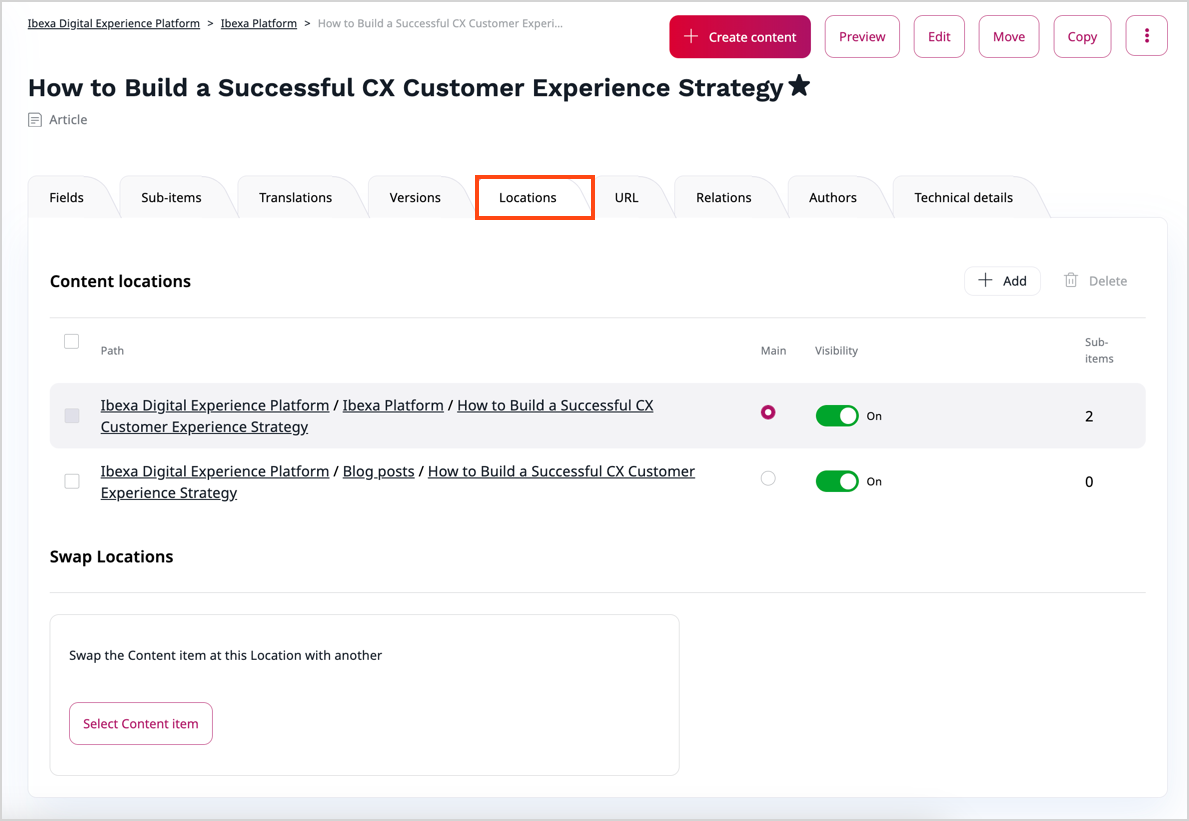 Ibexa Digital Experience Platform > Ibexa Platform > How to Build a Successful CX Customer Experi...
Create content
Preview
Edit
Move
Copy
How to Build a Successful CX Customer Experience Strategy
Article
Fields
Sub-items
Translations
Versions
Locations
URL
Relations
Authors
Technical details
Content locations
Add
Delete
Path
Main
Visibility
Sub-
items
Ibexa Digital Experience Platform / Ibexa Platform / How to Build a Successful CX
Customer Experience Strategy
On
2
Ibexa Digital Experience Platform / Blog posts / How to Build a Successful CX Customer
Experience Strategy
On
0
Swap Locations
Swap the Content item at this Location with another
Select Content item